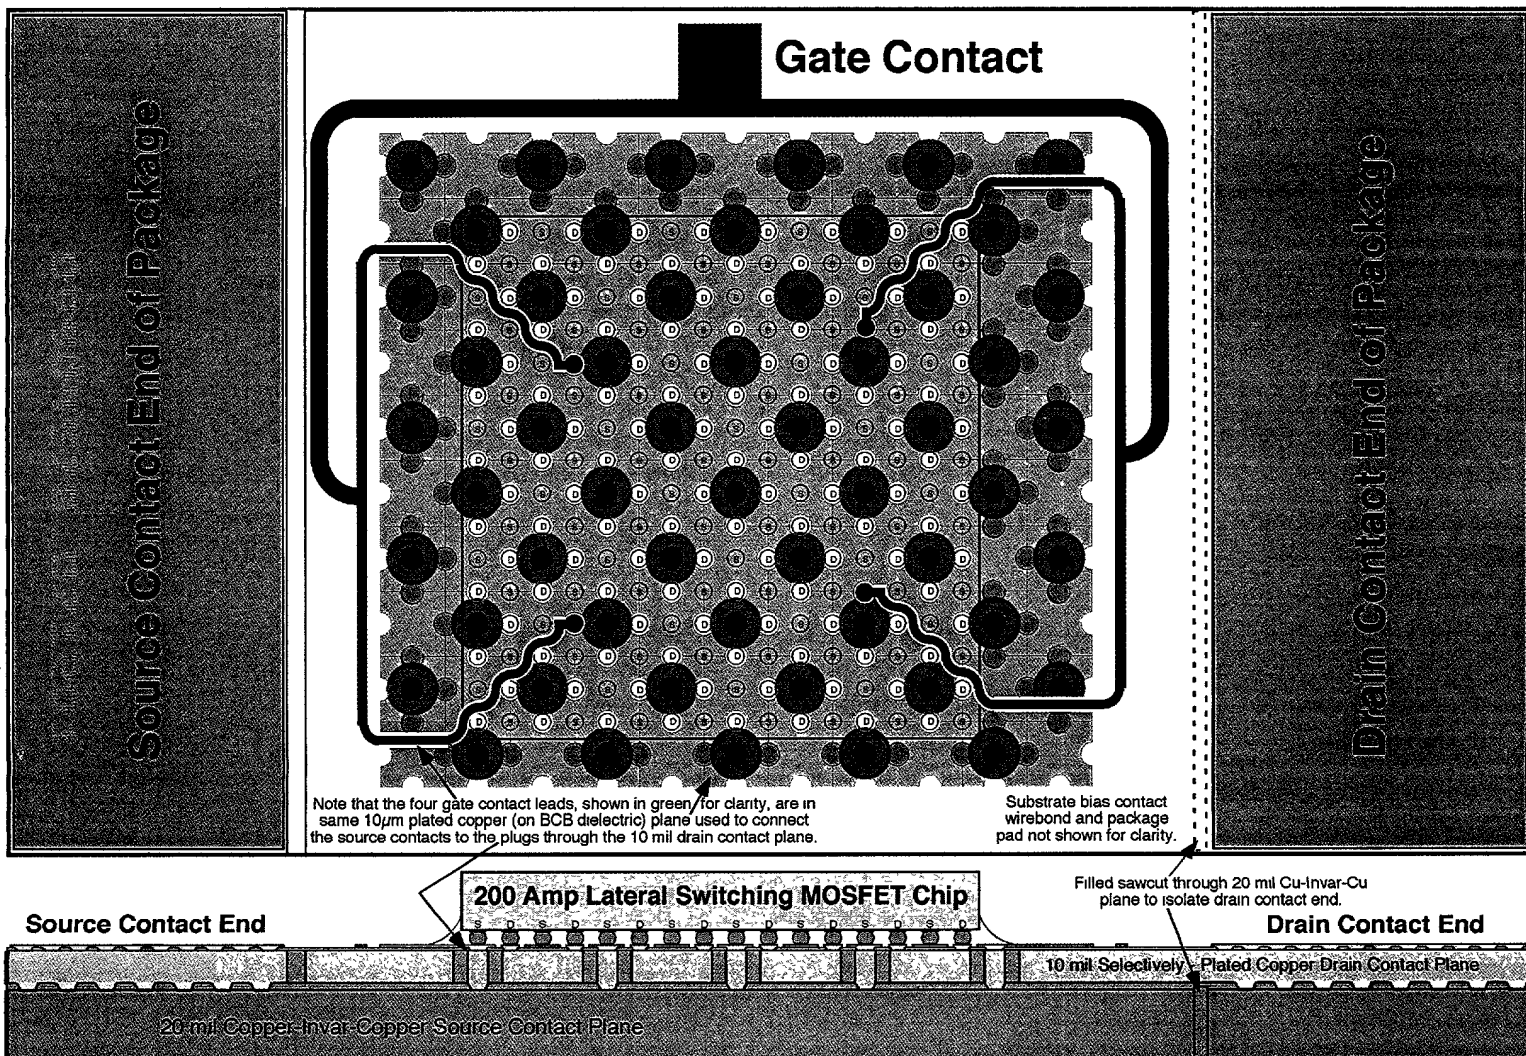 Gate Contact
Source Contact End of Package
Drain Contact End of Package
Note that the four gate contact leads, shown in green for clarity, are in
same 10µm plated copper (on BCB dielectric) plane used to connect
the source contacts to the plugs through the 10 mil drain contact plane.
Substrate bias contact
wirebond and package
pad not shown for clarity.
200 Amp Lateral Switching MOSFET Chip
S D S D S D S D S D S D S D S D
Filled sawcut through 20 mil Cu-Invar-Cu
plane to isolate drain contact end.
Source Contact End
Drain Contact End
10 mil Selectively Plated Copper Drain Contact Plane
20 mil Copper-Invar-Copper Source Contact Plane